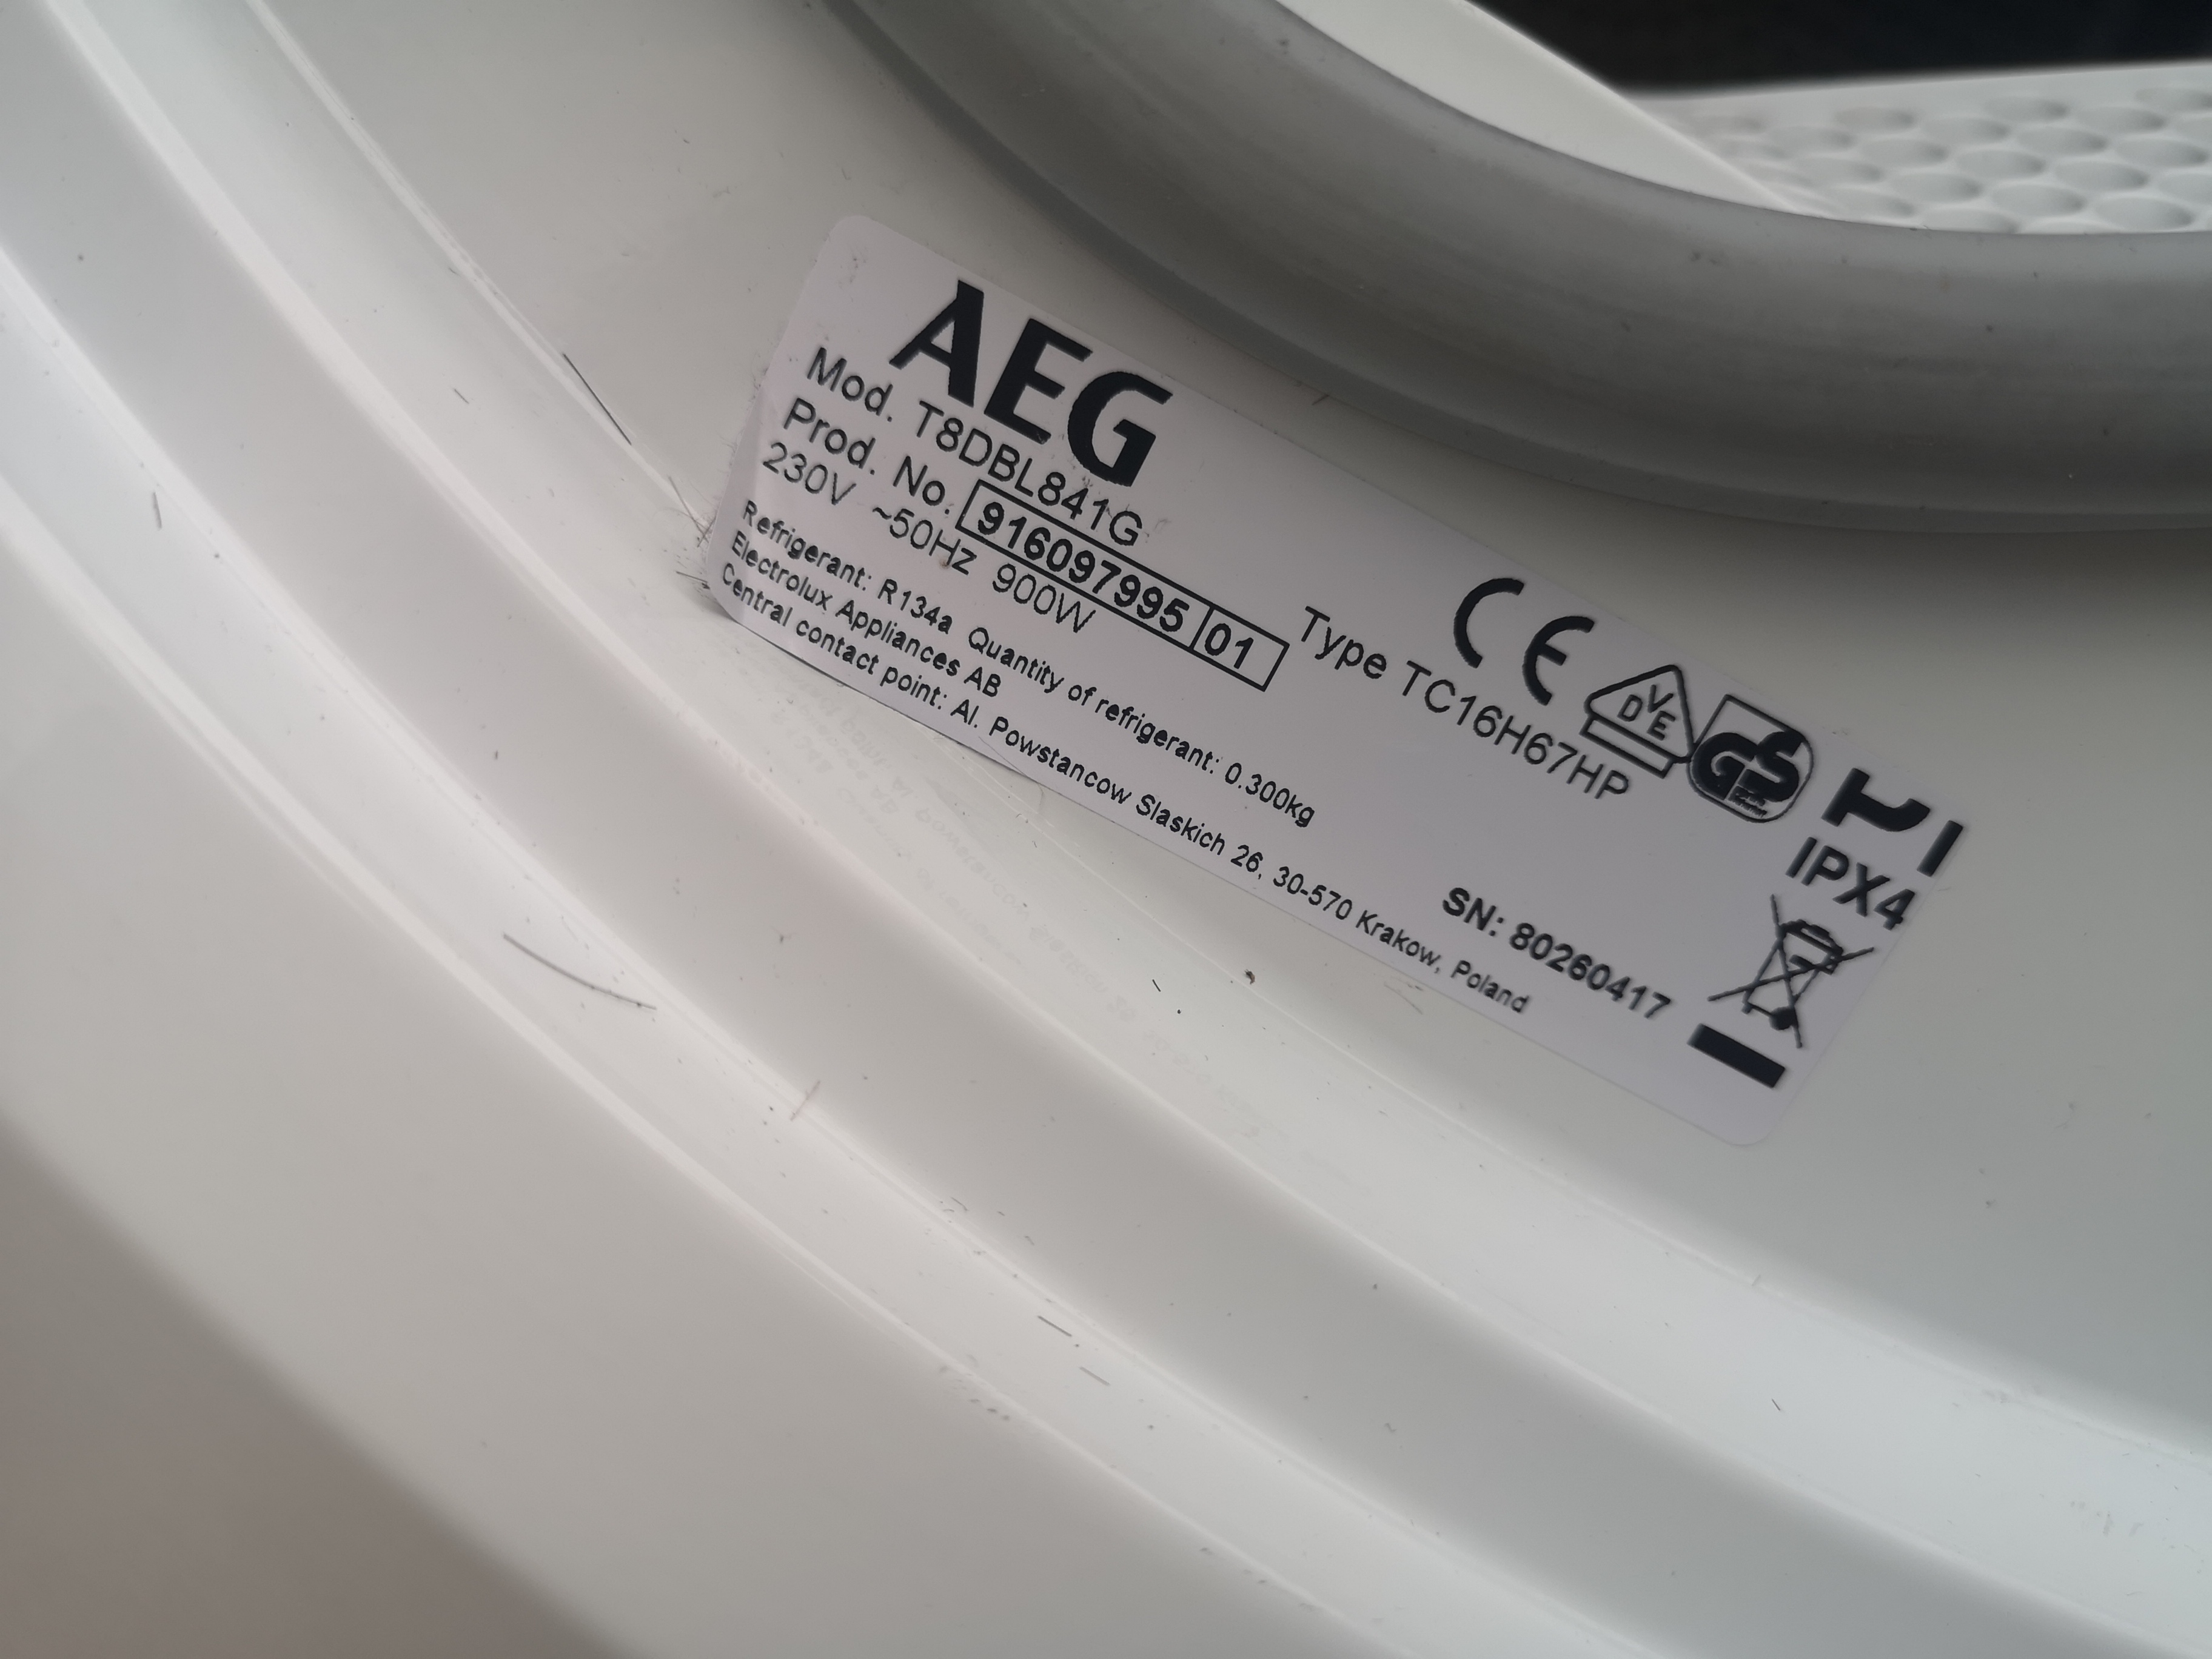 AEG
Mod. T8DBL841G
Prod. No. 916097995 01 Type TC16H67HP
230V ~50Hz 900W
Refrigerant: R134a Quantity of refrigerant: 0.300kg
Electrolux Appliances AB
Central contact point: Al. Powstancow Slaskich 26, 30-570 Krakow, Poland
CE
DVE
GS
IPX4
SN: 80260417